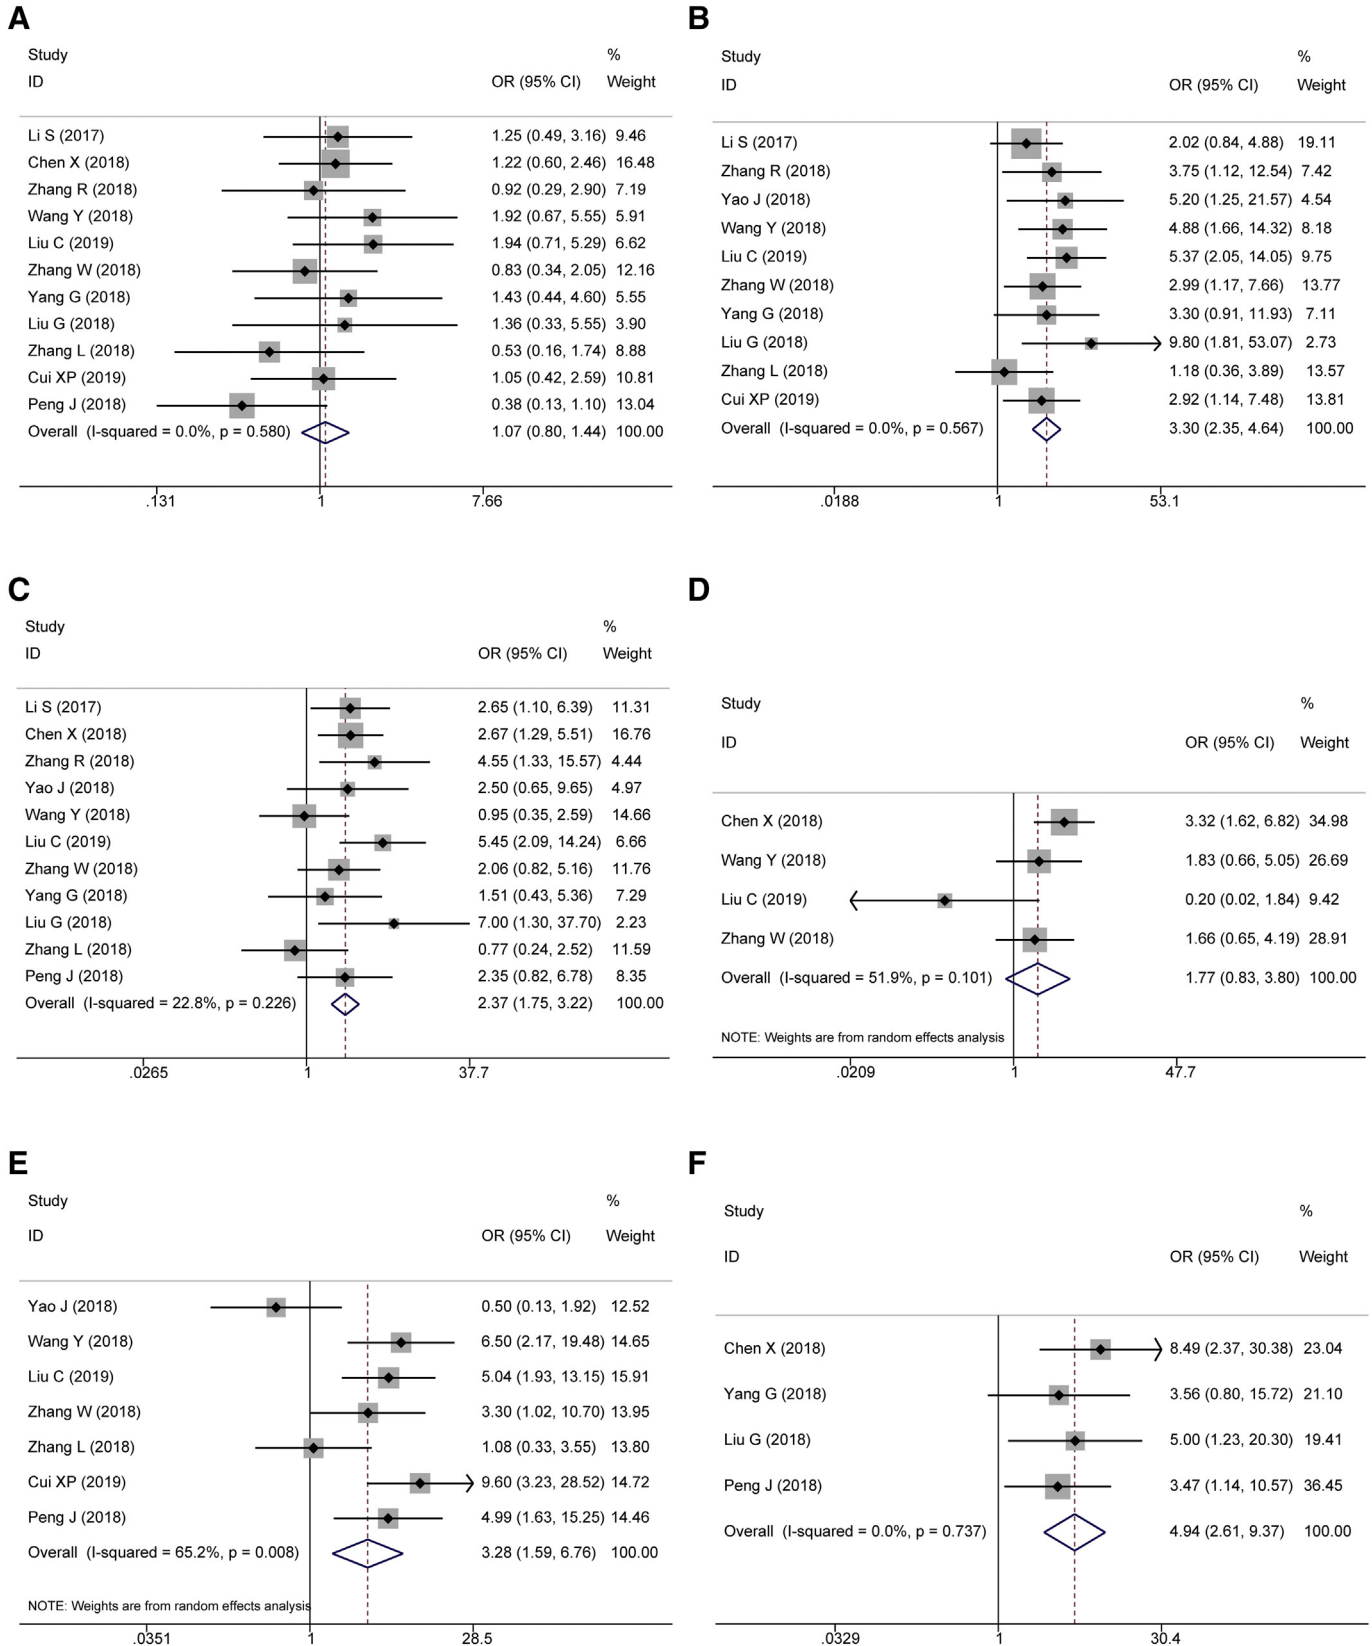 A
Study %
ID OR (95% CI) Weight
Li S (2017) 1.25 (0.49, 3.16) 9.46
Chen X (2018) 1.22 (0.60, 2.46) 16.48
Zhang R (2018) 0.92 (0.29, 2.90) 7.19
Wang Y (2018) 1.92 (0.67, 5.55) 5.91
Liu C (2019) 1.94 (0.71, 5.29) 6.62
Zhang W (2018) 0.83 (0.34, 2.05) 12.16
Yang G (2018) 1.43 (0.44, 4.60) 5.55
Liu G (2018) 1.36 (0.33, 5.55) 3.90
Zhang L (2018) 0.53 (0.16, 1.74) 8.88
Cui XP (2019) 1.05 (0.42, 2.59) 10.81
Peng J (2018) 0.38 (0.13, 1.10) 13.04
Overall (I-squared = 0.0%, p = 0.580) 1.07 (0.80, 1.44) 100.00
.131 1 7.66
B
Study %
ID OR (95% CI) Weight
Li S (2017) 2.02 (0.84, 4.88) 19.11
Zhang R (2018) 3.75 (1.12, 12.54) 7.42
Yao J (2018) 5.20 (1.25, 21.57) 4.54
Wang Y (2018) 4.88 (1.66, 14.32) 8.18
Liu C (2019) 5.37 (2.05, 14.05) 9.75
Zhang W (2018) 2.99 (1.17, 7.66) 13.77
Yang G (2018) 3.30 (0.91, 11.93) 7.11
Liu G (2018) 9.80 (1.81, 53.07) 2.73
Zhang L (2018) 1.18 (0.36, 3.89) 13.57
Cui XP (2019) 2.92 (1.14, 7.48) 13.81
Overall (I-squared = 0.0%, p = 0.567) 3.30 (2.35, 4.64) 100.00
.0188 1 53.1
C
Study %
ID OR (95% CI) Weight
Li S (2017) 2.65 (1.10, 6.39) 11.31
Chen X (2018) 2.67 (1.29, 5.51) 16.76
Zhang R (2018) 4.55 (1.33, 15.57) 4.44
Yao J (2018) 2.50 (0.65, 9.65) 4.97
Wang Y (2018) 0.95 (0.35, 2.59) 14.66
Liu C (2019) 5.45 (2.09, 14.24) 6.66
Zhang W (2018) 2.06 (0.82, 5.16) 11.76
Yang G (2018) 1.51 (0.43, 5.36) 7.29
Liu G (2018) 7.00 (1.30, 37.70) 2.23
Zhang L (2018) 0.77 (0.24, 2.52) 11.59
Peng J (2018) 2.35 (0.82, 6.78) 8.35
Overall (I-squared = 22.8%, p = 0.226) 2.37 (1.75, 3.22) 100.00
.0265 1 37.7
D
Study %
ID OR (95% CI) Weight
Chen X (2018) 3.32 (1.62, 6.82) 34.98
Wang Y (2018) 1.83 (0.66, 5.05) 26.69
Liu C (2019) 0.20 (0.02, 1.84) 9.42
Zhang W (2018) 1.66 (0.65, 4.19) 28.91
Overall (I-squared = 51.9%, p = 0.101) 1.77 (0.83, 3.80) 100.00
NOTE: Weights are from random effects analysis
.0209 1 47.7
E
Study %
ID OR (95% CI) Weight
Yao J (2018) 0.50 (0.13, 1.92) 12.52
Wang Y (2018) 6.50 (2.17, 19.48) 14.65
Liu C (2019) 5.04 (1.93, 13.15) 15.91
Zhang W (2018) 3.30 (1.02, 10.70) 13.95
Zhang L (2018) 1.08 (0.33, 3.55) 13.80
Cui XP (2019) 9.60 (3.23, 28.52) 14.72
Peng J (2018) 4.99 (1.63, 15.25) 14.46
Overall (I-squared = 65.2%, p = 0.008) 3.28 (1.59, 6.76) 100.00
NOTE: Weights are from random effects analysis
.0351 1 28.5
F
Study %
ID OR (95% CI) Weight
Chen X (2018) 8.49 (2.37, 30.38) 23.04
Yang G (2018) 3.56 (0.80, 15.72) 21.10
Liu G (2018) 5.00 (1.23, 20.30) 19.41
Peng J (2018) 3.47 (1.14, 10.57) 36.45
Overall (I-squared = 0.0%, p = 0.737) 4.94 (2.61, 9.37) 100.00
.0329 1 30.4